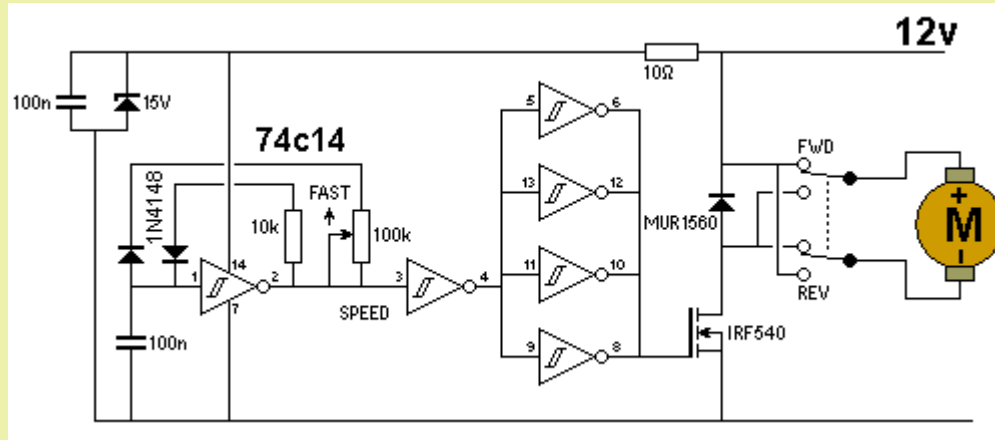 12v
10Ω
100n
15V
74c14
1N4148
FAST
10k
100k
SPEED
100n
1
14
2
7
3
4
5
6
13
12
11
10
9
8
MUR1560
IRF540
FWD
REV
+
M
-